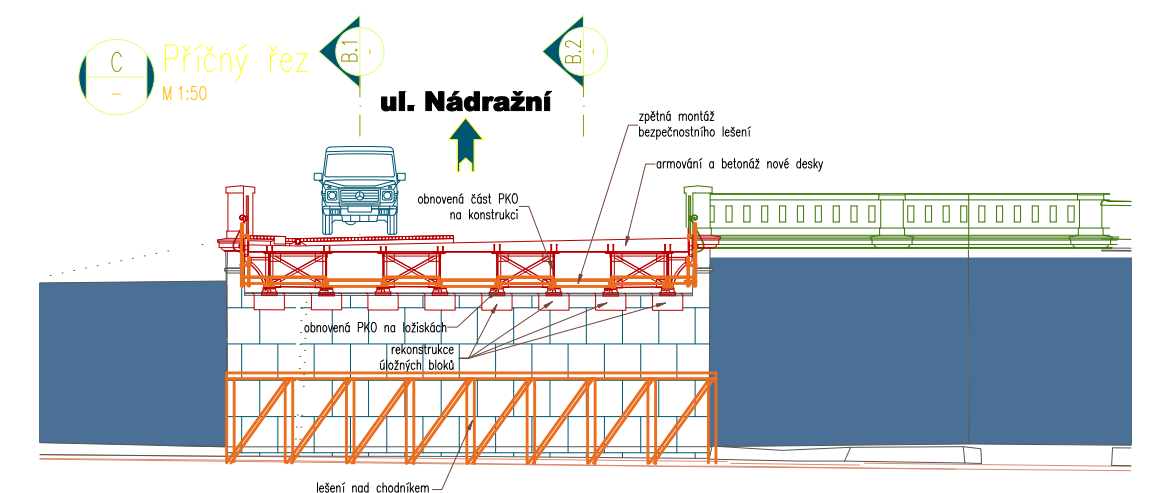 C
–
Příčný řez
M 1:50
B.1
-
B.2
-
ul. Nádražní
zpětná montáž
bezpečnostního lešení
armování a betonáž nové desky
obnovená část PKO
na konstrukci
obnovená PKO na ložiskách
rekonstrukce
úložných bloků
lešení nad chodníkem